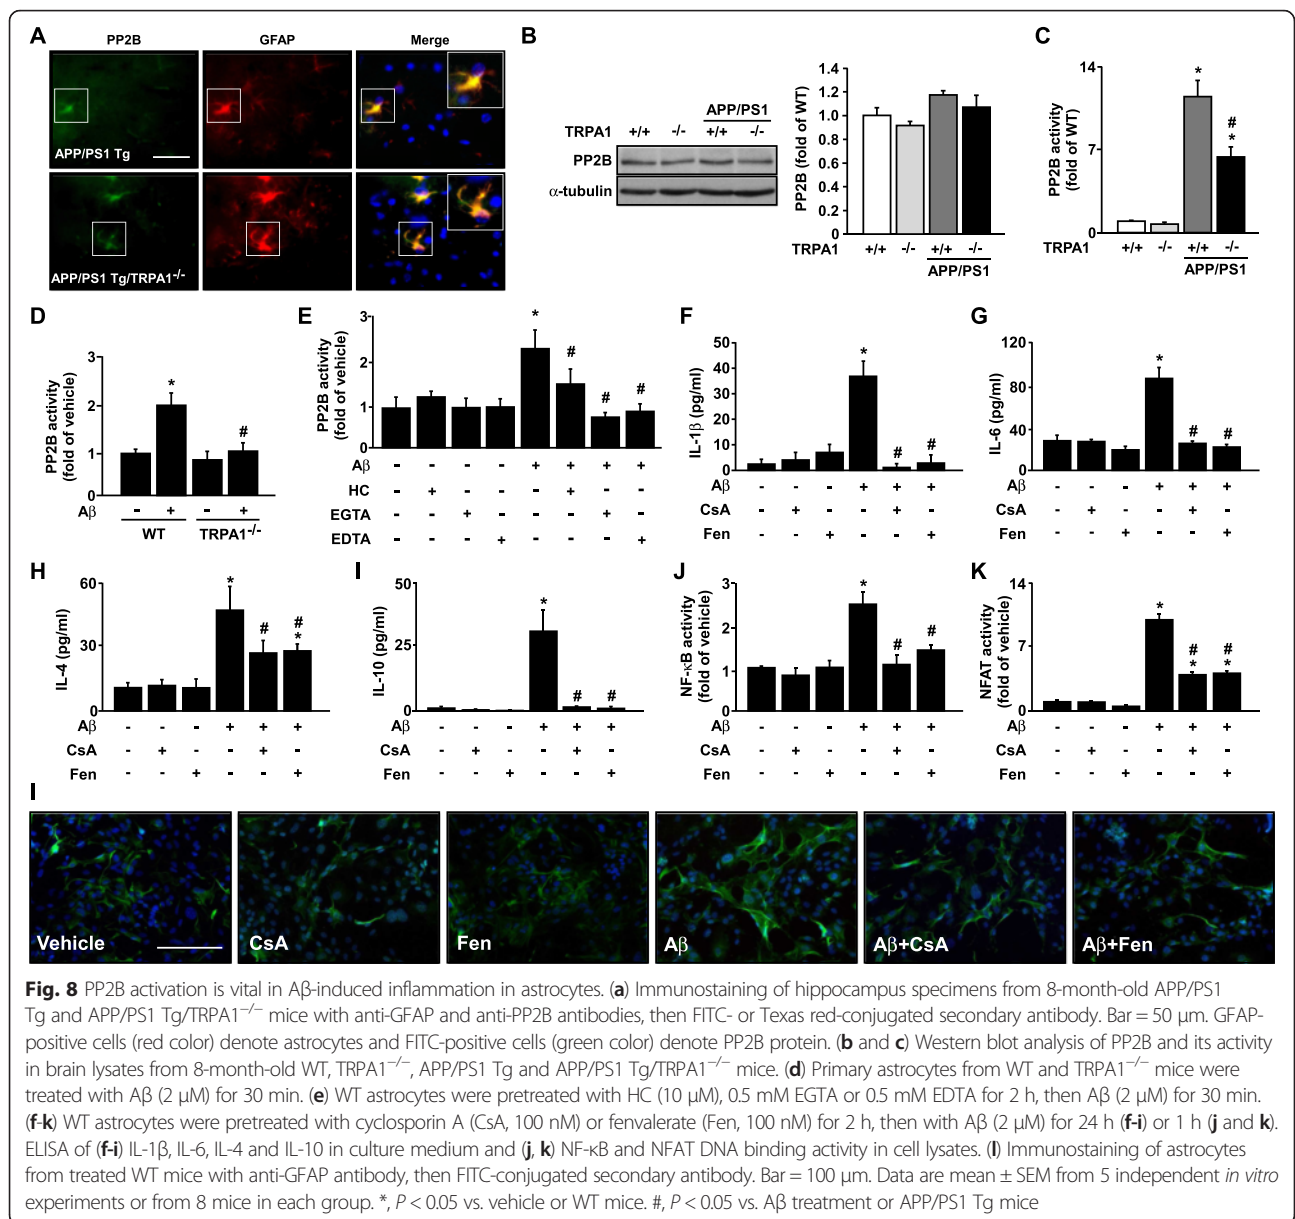 A
PP2B GFAP Merge
APP/PS1 Tg
APP/PS1 Tg/TRPA1-/-
B
APP/PS1
TRPA1 +/+ -/- +/+ -/-
PP2B
α-tubulin
PP2B (fold of WT)
1.4
1.2
1.0
0.8
0.6
0.4
0.2
0
TRPA1 +/+ -/- +/+ -/-
APP/PS1
C
PP2B activity
(fold of WT)
14
7
0
*
#
*
TRPA1 +/+ -/- +/+ -/-
APP/PS1
D
PP2B activity
(fold of vehicle)
3
2
1
0
* #
Aβ - + - +
WT TRPA1-/-
E
PP2B activity
(fold of vehicle)
3
2
1
0
* # # #
Aβ - - - - + + + +
HC - + - - - + - -
EGTA - - + - - - + -
EDTA - - - + - - - +
F
IL-1β (pg/ml)
50
40
30
20
10
0
* # #
Aβ - - - + + +
CsA - + - - + -
Fen - - + - - +
G
IL-6 (pg/ml)
120
80
40
0
* # #
Aβ - - - + + +
CsA - + - - + -
Fen - - + - - +
H
IL-4 (pg/ml)
60
30
0
* # #
*
Aβ - - - + + +
CsA - + - - + -
Fen - - + - - +
I
IL-10 (pg/ml)
50
25
0
* # #
Aβ - - - + + +
CsA - + - - + -
Fen - - + - - +
J
NF-κB activity
(fold of vehicle)
3
2
1
0
* # #
Aβ - - - + + +
CsA - + - - + -
Fen - - + - - +
K
NFAT activity
(fold of vehicle)
14
7
0
* # #
* *
Aβ - - - + + +
CsA - + - - + -
Fen - - + - - +
l
Vehicle CsA Fen Aβ Aβ+CsA Aβ+Fen
Fig. 8 PP2B activation is vital in Aβ-induced inflammation in astrocytes. (a) Immunostaining of hippocampus specimens from 8-month-old APP/PS1
Tg and APP/PS1 Tg/TRPA1−/− mice with anti-GFAP and anti-PP2B antibodies, then FITC- or Texas red-conjugated secondary antibody. Bar = 50 μm. GFAP-
positive cells (red color) denote astrocytes and FITC-positive cells (green color) denote PP2B protein. (b and c) Western blot analysis of PP2B and its activity
in brain lysates from 8-month-old WT, TRPA1−/−, APP/PS1 Tg and APP/PS1 Tg/TRPA1−/− mice. (d) Primary astrocytes from WT and TRPA1−/− mice were
treated with Aβ (2 μM) for 30 min. (e) WT astrocytes were pretreated with HC (10 μM), 0.5 mM EGTA or 0.5 mM EDTA for 2 h, then Aβ (2 μM) for 30 min.
(f-k) WT astrocytes were pretreated with cyclosporin A (CsA, 100 nM) or fenvalerate (Fen, 100 nM) for 2 h, then with Aβ (2 μM) for 24 h (f-i) or 1 h (j and k).
ELISA of (f-i) IL-1β, IL-6, IL-4 and IL-10 in culture medium and (j, k) NF-κB and NFAT DNA binding activity in cell lysates. (l) Immunostaining of astrocytes
from treated WT mice with anti-GFAP antibody, then FITC-conjugated secondary antibody. Bar = 100 μm. Data are mean ± SEM from 5 independent in vitro
experiments or from 8 mice in each group. *, P < 0.05 vs. vehicle or WT mice. #, P < 0.05 vs. Aβ treatment or APP/PS1 Tg mice